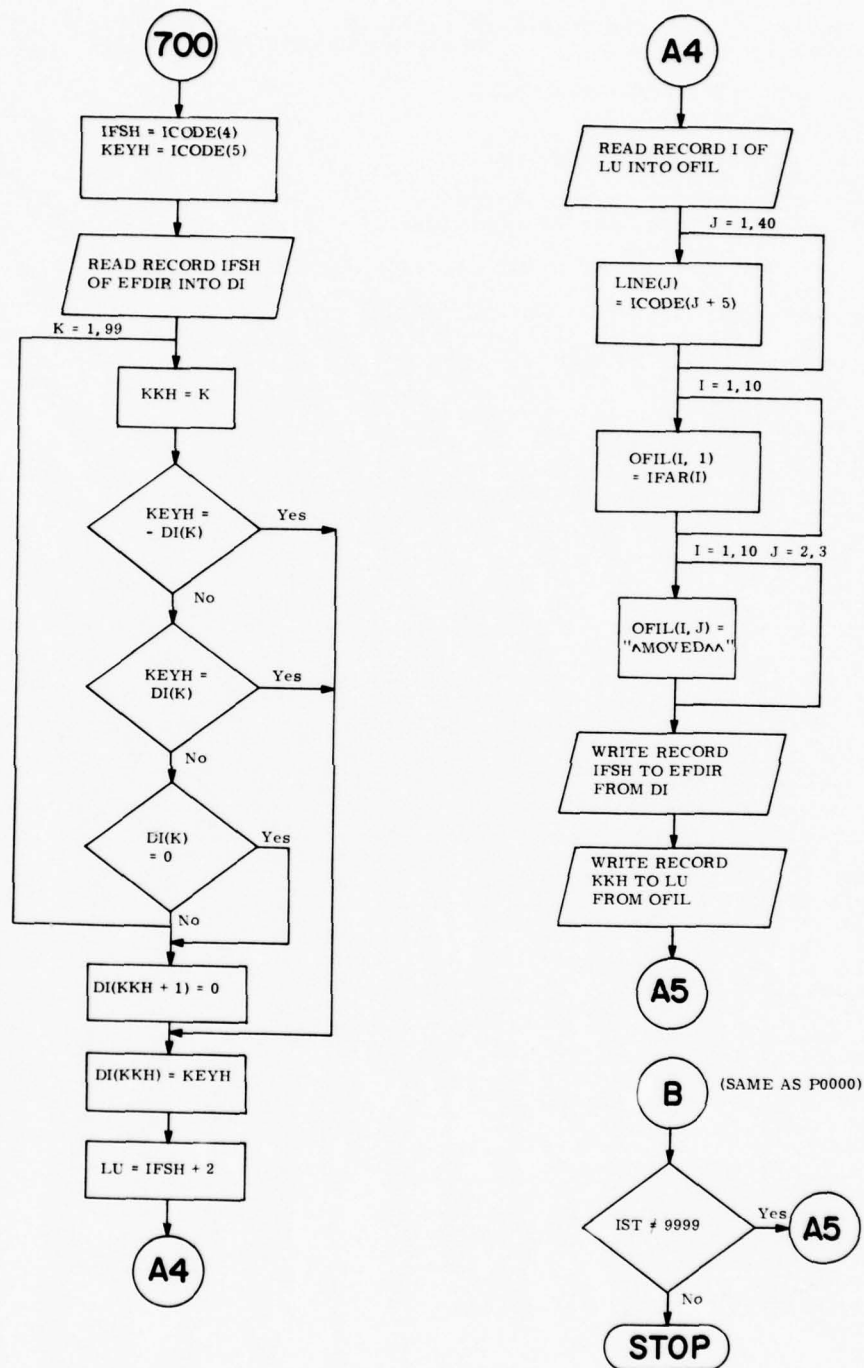 700
IFSH = ICODE(4)
KEYH = ICODE(5)
READ RECORD IFSH
OF EFDIR INTO DI
K = 1, 99
KKH = K
KEYH =
- DI(K)
Yes
No
KEYH =
DI(K)
Yes
No
DI(K)
= 0
Yes
No
DI(KKH + 1) = 0
DI(KKH) = KEYH
LU = IFSH + 2
A4
A4
READ RECORD I OF
LU INTO OFIL
J = 1, 40
LINE(J)
= ICODE(J + 5)
I = 1, 10
OFIL(I, 1)
= IFAR(I)
I = 1, 10 J = 2, 3
OFIL(I, J) =
"∧MOVED∧∧"
WRITE RECORD
IFSH TO EFDIR
FROM DI
WRITE RECORD
KKH TO LU
FROM OFIL
A5
B
(SAME AS P0000)
IST ≠ 9999
Yes
A5
No
STOP